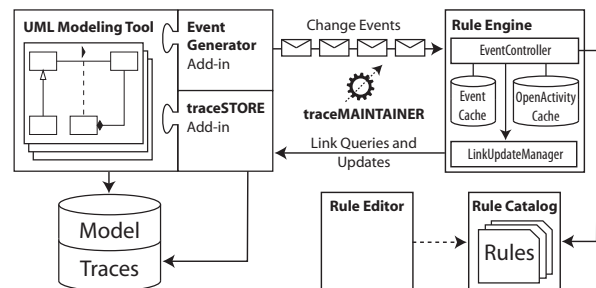 UML Modeling Tool
Event
Generator
Add-in
traceSTORE
Add-in
Change Events
traceMAINTAINER
Link Queries and
Updates
Rule Engine
EventController
Event
Cache
OpenActivity
Cache
LinkUpdateManager
Model
Traces
Rule Editor
Rule Catalog
Rules